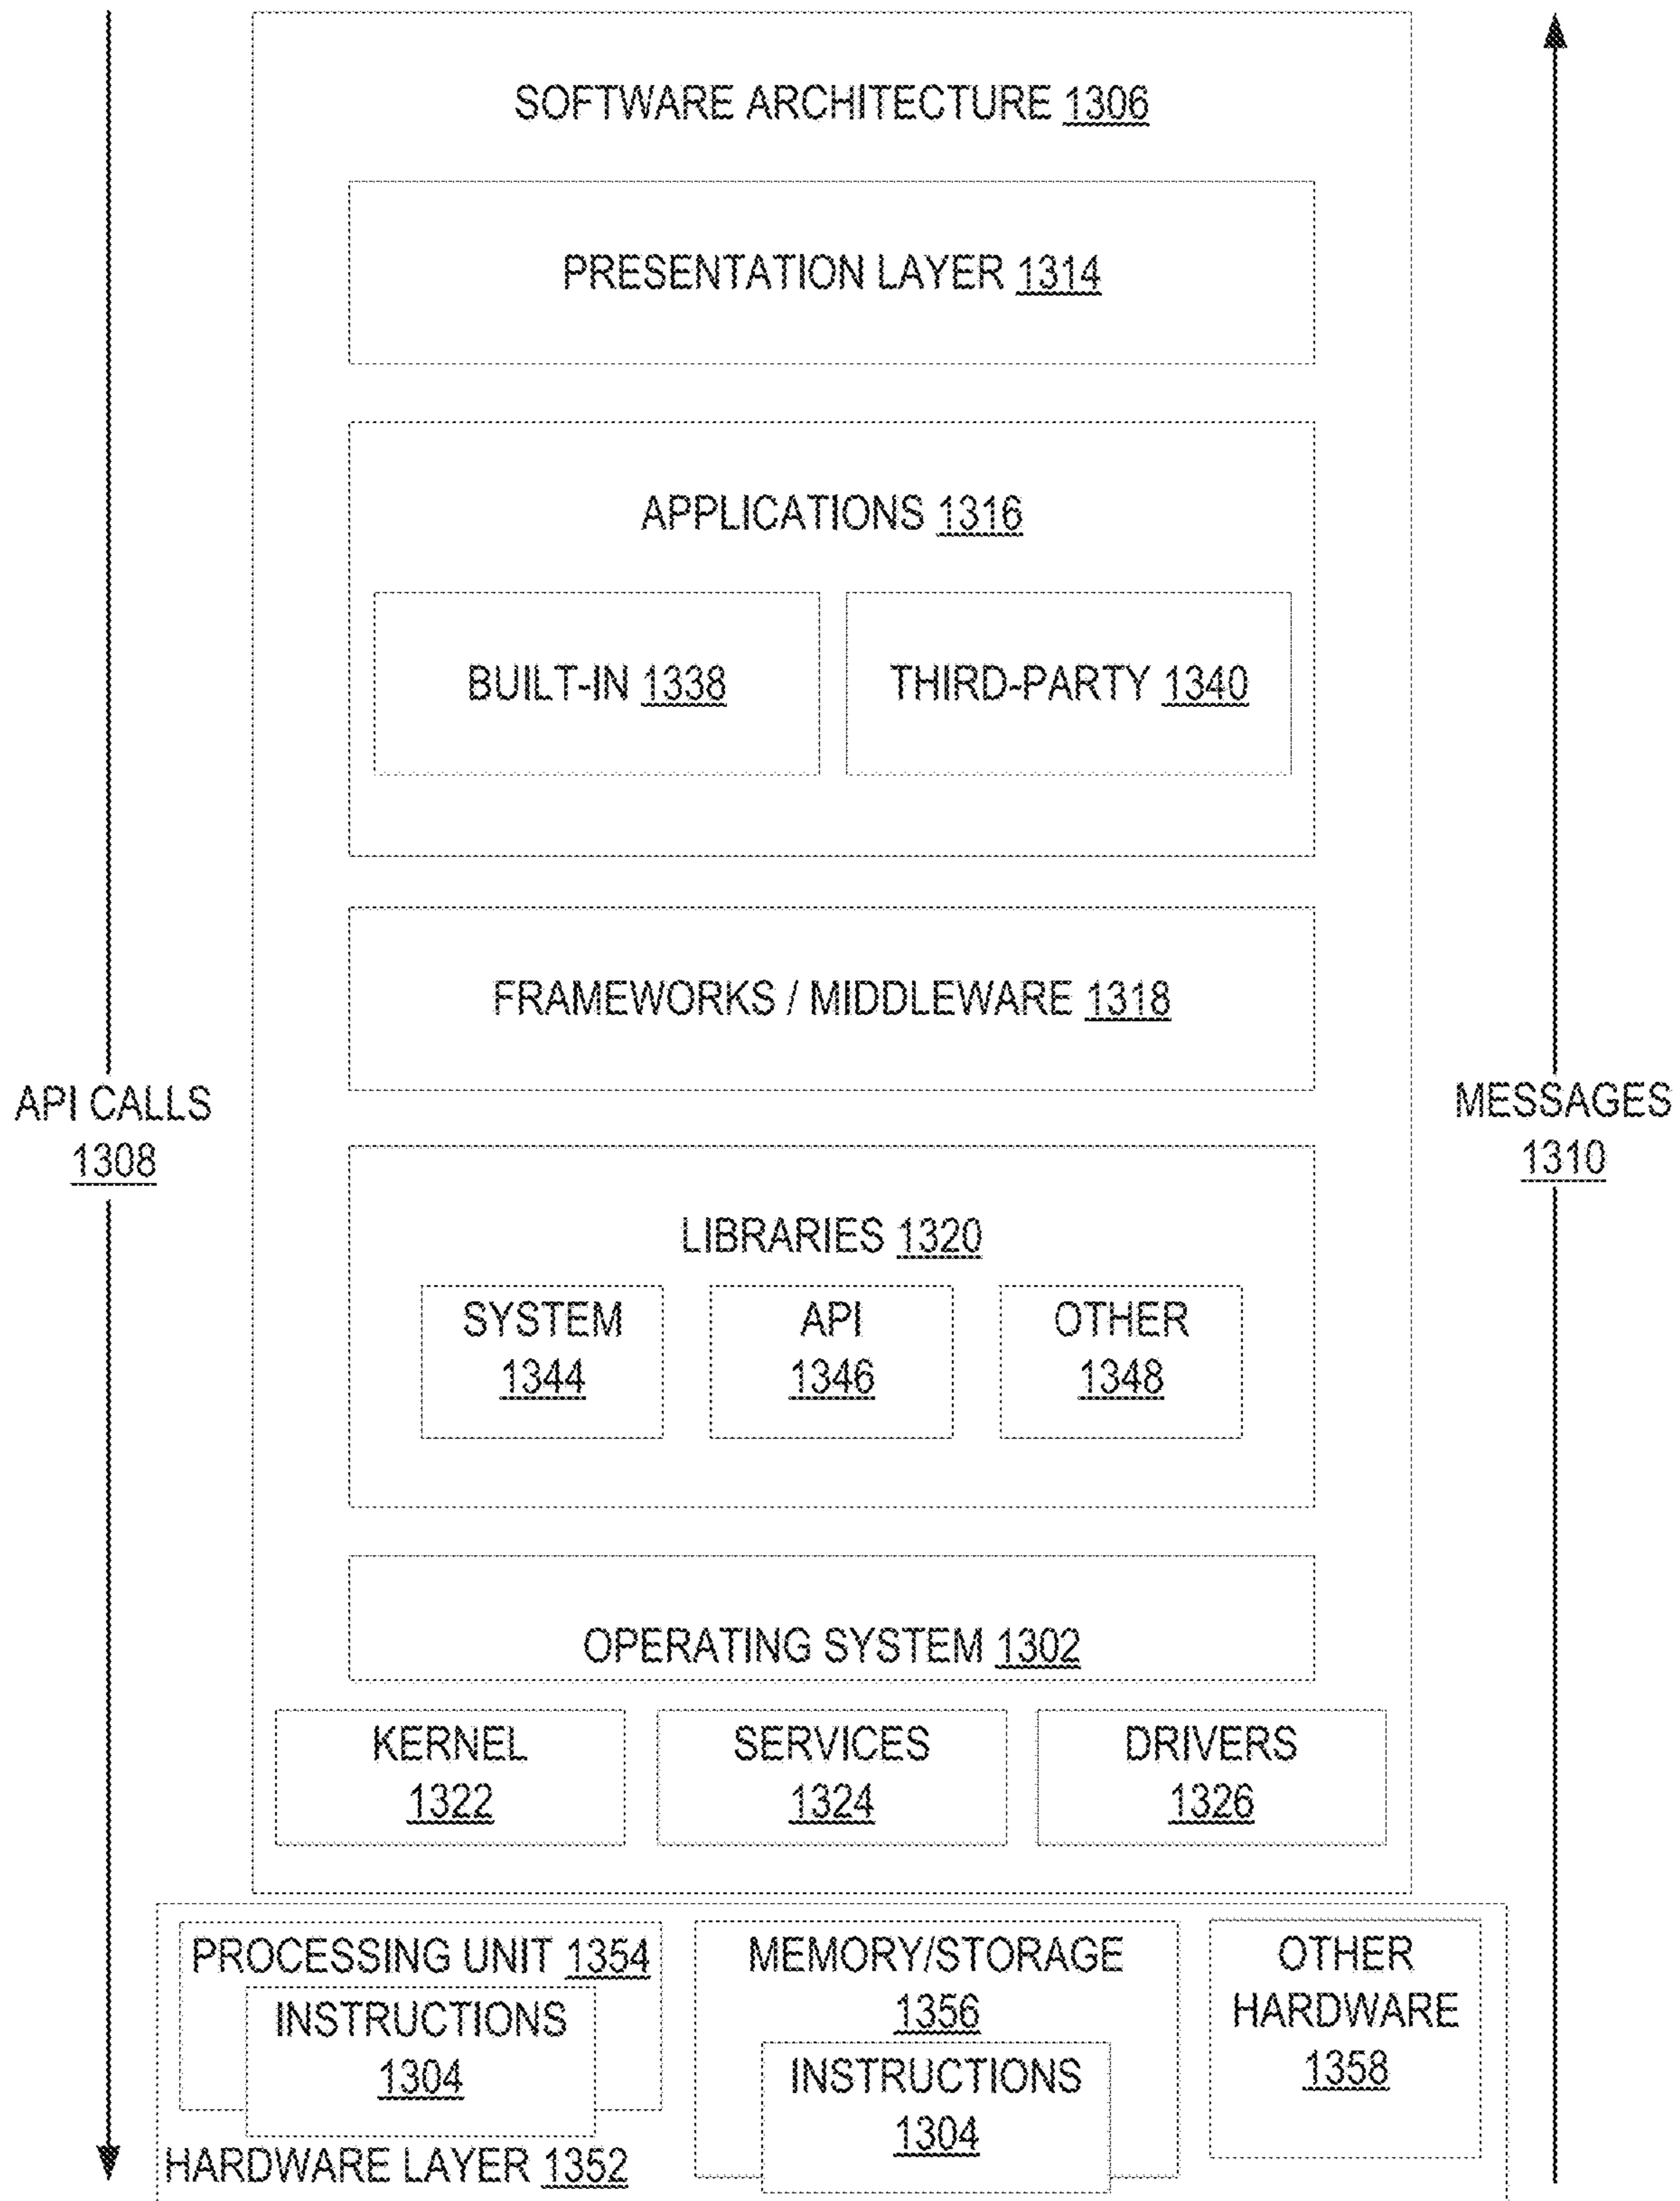 SOFTWARE ARCHITECTURE 1306
PRESENTATION LAYER 1314
APPLICATIONS 1316
BUILT-IN 1338
THIRD-PARTY 1340
FRAMEWORKS / MIDDLEWARE 1318
API CALLS
1308
MESSAGES
1310
LIBRARIES 1320
SYSTEM
1344
API
1346
OTHER
1348
OPERATING SYSTEM 1302
KERNEL
1322
SERVICES
1324
DRIVERS
1326
PROCESSING UNIT 1354
INSTRUCTIONS
1304
MEMORY/STORAGE
1356
INSTRUCTIONS
1304
OTHER
HARDWARE
1358
HARDWARE LAYER 1352